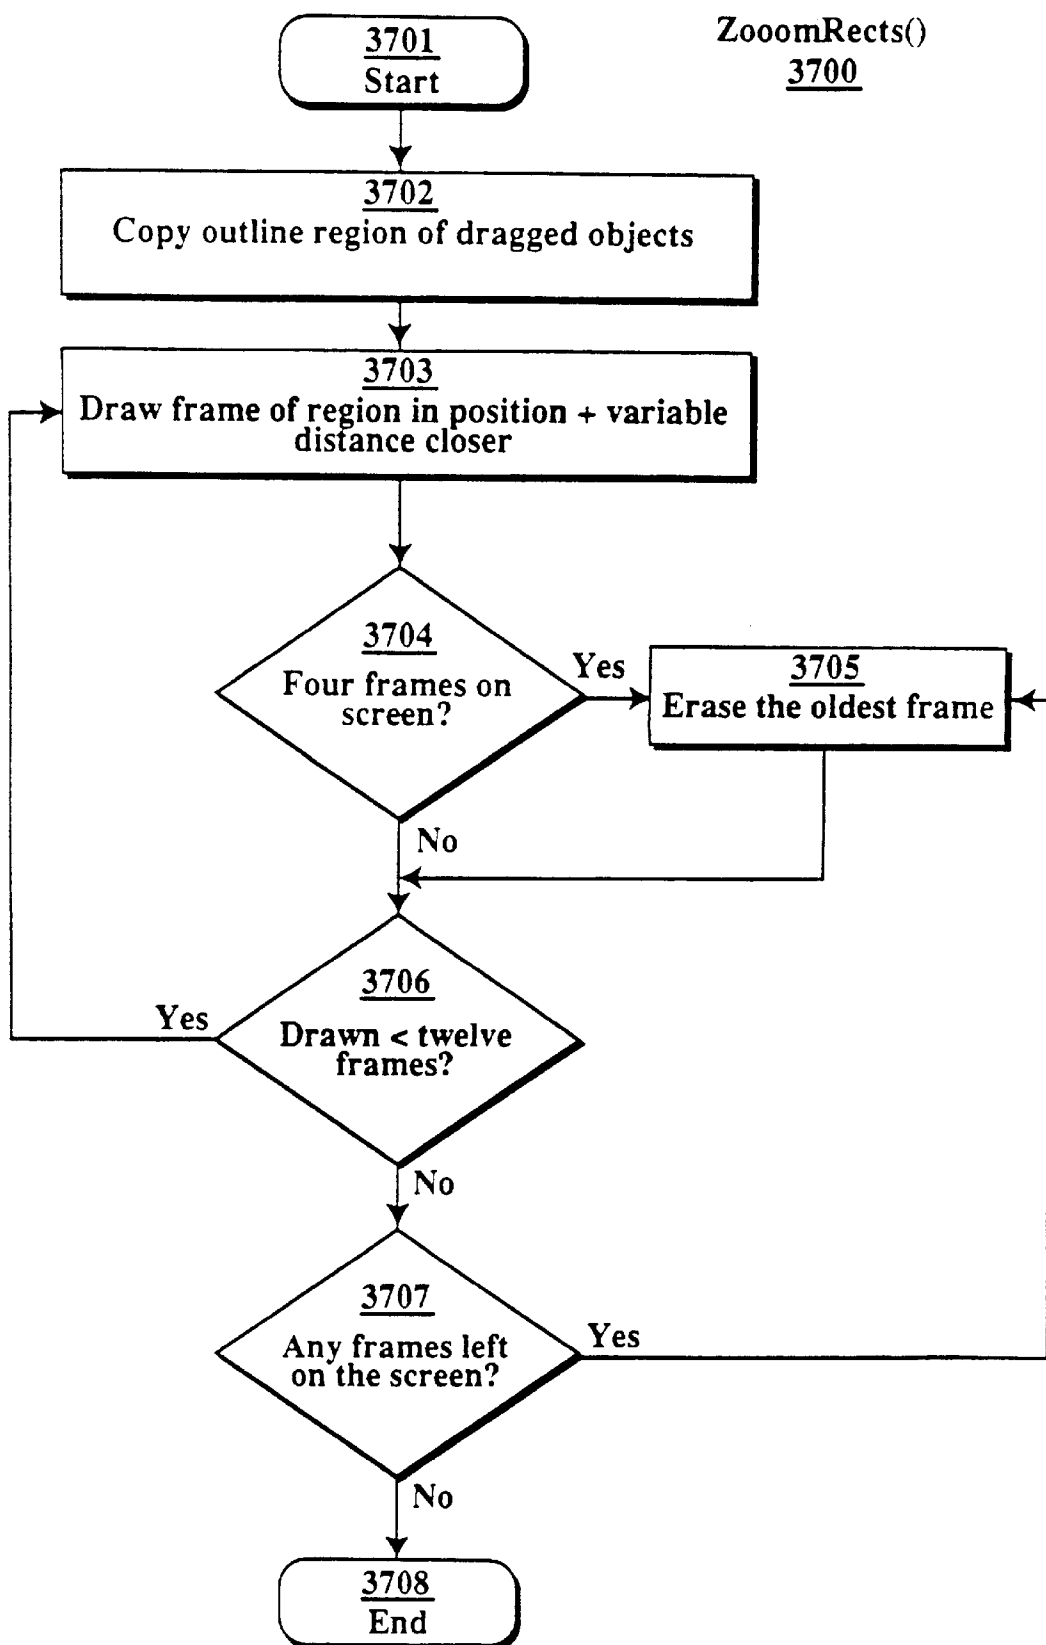 ZooomRects()
3700
3701
Start
3702
Copy outline region of dragged objects
3703
Draw frame of region in position + variable
distance closer
3704
Four frames on
screen?
Yes
3705
Erase the oldest frame
No
3706
Drawn < twelve
frames?
Yes
No
3707
Any frames left
on the screen?
Yes
No
3708
End